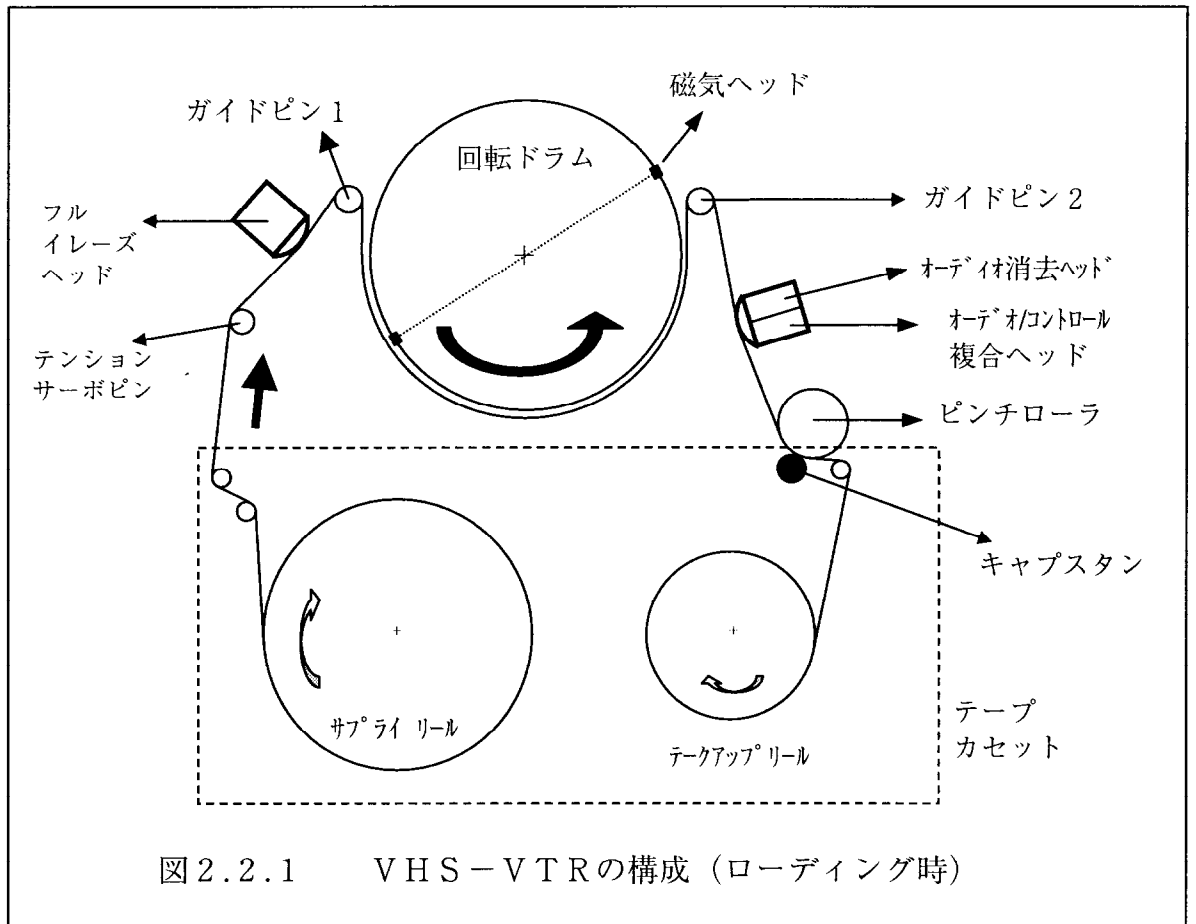 磁気ヘッド
ガイドピン１
回転ドラム
ガイドピン２
フル
イレーズ
ヘッド
オーディオ消去ヘッド
オーデオ/コントロール
複合ヘッド
テンション
サーボピン
ピンチローラ
キャプスタン
サプライ リール
テークアップリール
テープ
カセット
図２.２.１　ＶＨＳ－ＶＴＲの構成（ローディング時）